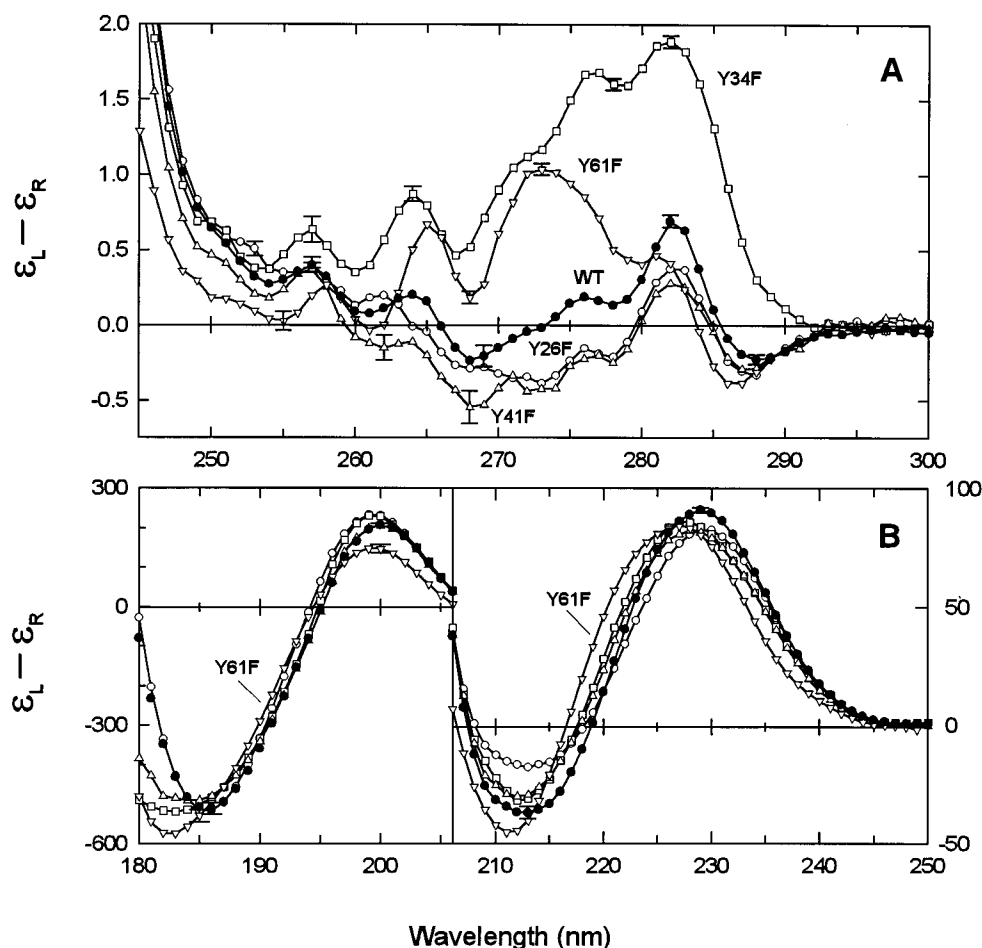 2.0
1.5
1.0
0.5
0.0
-0.5
εL − εR
A
Y34F
Y61F
WT
Y26F
Y41F
250 260 270 280 290 300
300
0
-300
-600
εL − εR
B
Y61F
Y61F
100
50
0
-50
180 190 200 210 220 230 240 250
Wavelength (nm)